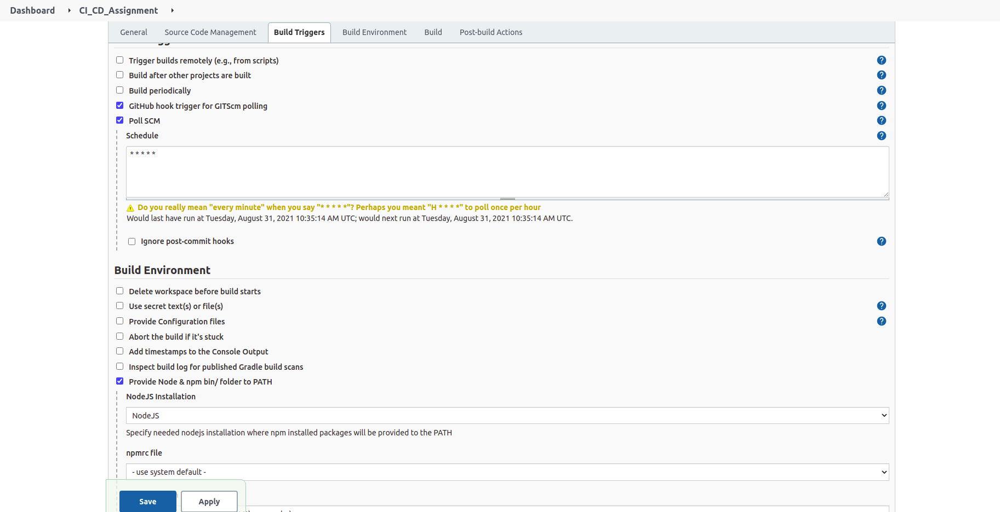 Dashboard CI_CD_Assignment
General Source Code Management Build Triggers Build Environment Build Post-build Actions
Trigger builds remotely (e.g., from scripts)
Build after other projects are built
Build periodically
GitHub hook trigger for GITScm polling
Poll SCM
Schedule
* * * * *
Do you really mean "every minute" when you say "* * * * *"? Perhaps you meant "H * * * *" to poll once per hour
Would last have run at Tuesday, August 31, 2021 10:35:14 AM UTC; would next run at Tuesday, August 31, 2021 10:35:14 AM UTC.
Ignore post-commit hooks
Build Environment
Delete workspace before build starts
Use secret text(s) or file(s)
Provide Configuration files
Abort the build if it's stuck
Add timestamps to the Console Output
Inspect build log for published Gradle build scans
Provide Node & npm bin/ folder to PATH
NodeJS Installation
NodeJS
Specify needed nodejs installation where npm installed packages will be provided to the PATH
npmrc file
- use system default -
Save Apply